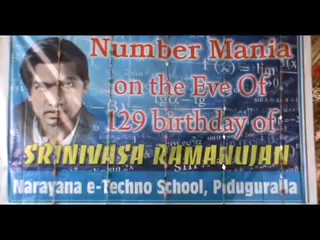 Number Mania
on the Eve Of
129 birthday of
SRINIVASA RAMANUJAN
Narayana e-Techno School, Piduguralla